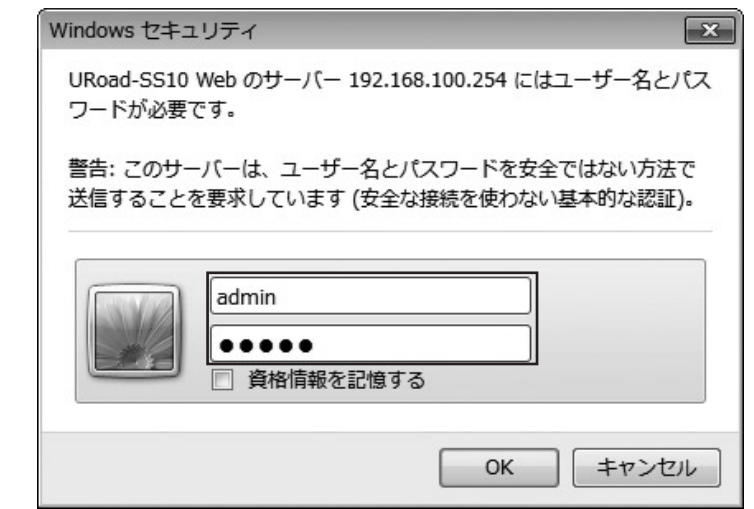 Windows セキュリティ
URoad-SS10 Web のサーバー 192.168.100.254 にはユーザー名とパス
ワードが必要です。
警告: このサーバーは、ユーザー名とパスワードを安全ではない方法で
送信することを要求しています (安全な接続を使わない基本的な認証)。
admin
●●●●●
資格情報を記憶する
OK
キャンセル